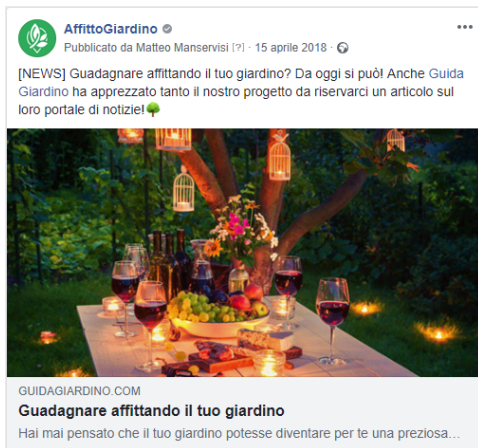 AffittoGiardino
Pubblicato da Matteo Manservisi [?] · 15 aprile 2018 ·
[NEWS] Guadagnare affittando il tuo giardino? Da oggi si può! Anche Guida
Giardino ha apprezzato tanto il nostro progetto da riservarci un articolo sul
loro portale di notizie!🌳
GUIDAGIARDINO.COM
Guadagnare affittando il tuo giardino
Hai mai pensato che il tuo giardino potesse diventare per te una preziosa...